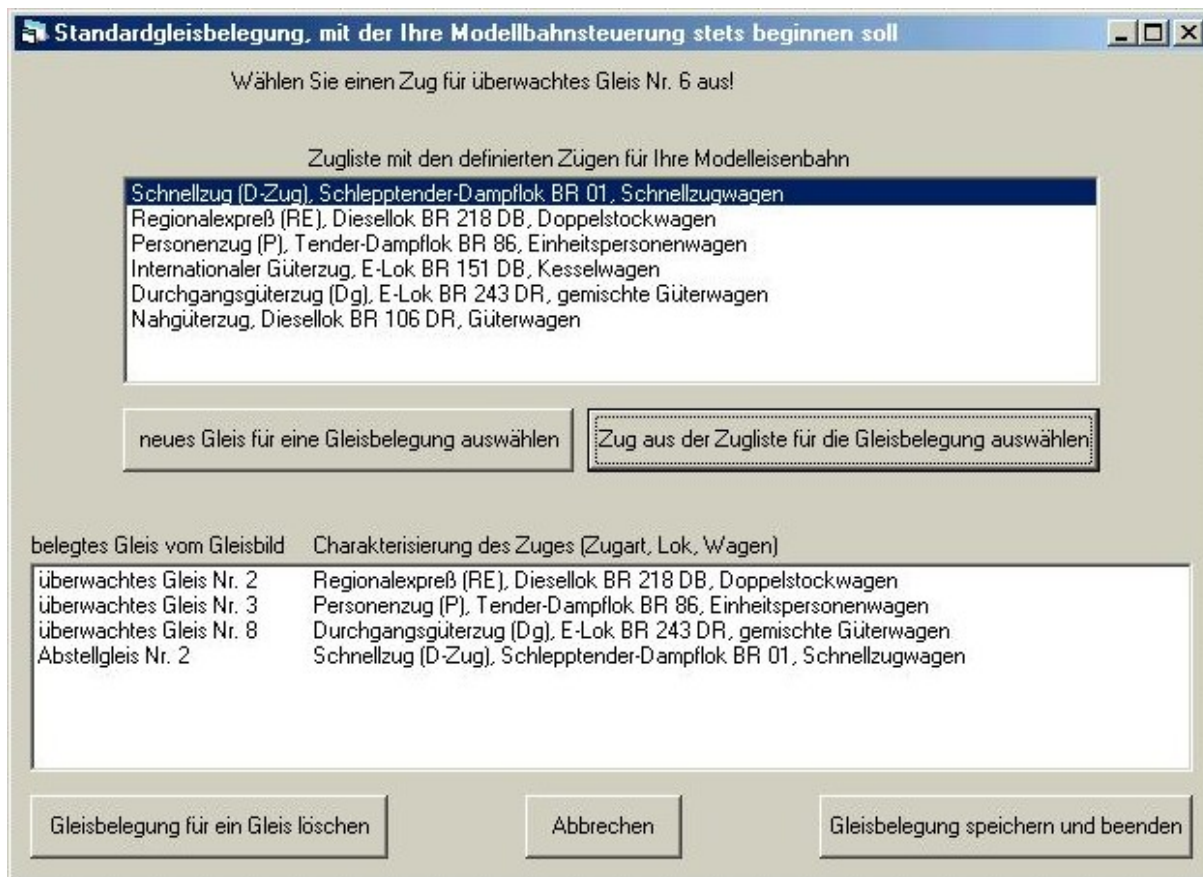 Standardgleisbelegung, mit der Ihre Modellbahnsteuerung stets beginnen soll
Wählen Sie einen Zug für überwachtes Gleis Nr. 6 aus!
Zugliste mit den definierten Zügen für Ihre Modelleisenbahn
Schnellzug (D-Zug), Schlepptender-Dampflok BR 01, Schnellzugwagen
Regionalexpreß (RE), Diesellok BR 218 DB, Doppelstockwagen
Personenzug (P), Tender-Dampflok BR 86, Einheitspersonenwagen
Internationaler Güterzug, E-Lok BR 151 DB, Kesselwagen
Durchgangsgüterzug (Dg), E-Lok BR 243 DR, gemischte Güterwagen
Nahgüterzug, Diesellok BR 106 DR, Güterwagen
neues Gleis für eine Gleisbelegung auswählen Zug aus der Zugliste für die Gleisbelegung auswählen
belegtes Gleis vom Gleisbild Charakterisierung des Zuges (Zugart, Lok, Wagen)
überwachtes Gleis Nr. 2 Regionalexpreß (RE), Diesellok BR 218 DB, Doppelstockwagen
überwachtes Gleis Nr. 3 Personenzug (P), Tender-Dampflok BR 86, Einheitspersonenwagen
überwachtes Gleis Nr. 8 Durchgangsgüterzug (Dg), E-Lok BR 243 DR, gemischte Güterwagen
Abstellgleis Nr. 2 Schnellzug (D-Zug), Schlepptender-Dampflok BR 01, Schnellzugwagen
Gleisbelegung für ein Gleis löschen Abbrechen Gleisbelegung speichern und beenden